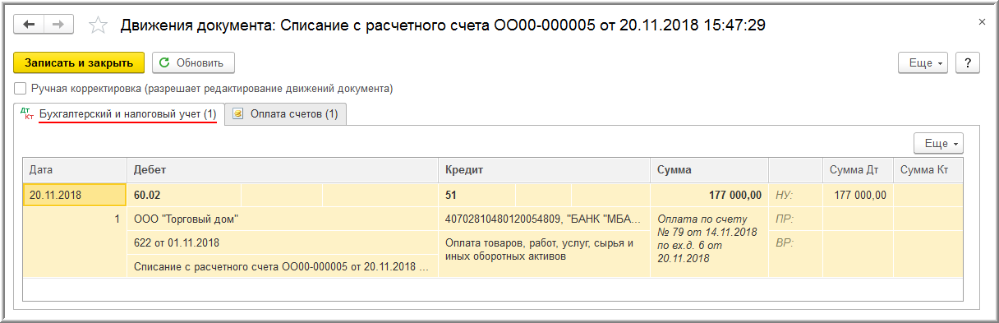 Движения документа: Списание с расчетного счета ОО00-000005 от 20.11.2018 15:47:29
Записать и закрыть Обновить Еще ?
Ручная корректировка (разрешает редактирование движений документа)
Дт Кт Бухгалтерский и налоговый учет (1) Оплата счетов (1)
Еще
Дата Дебет Кредит Сумма Сумма Дт Сумма Кт
20.11.2018 60.02 51 177 000,00 НУ: 177 000,00
1 ООО "Торговый дом" 40702810480120054809, "БАНК "МБА... Оплата по счету № 79 от 14.11.2018 по вх.д. 6 от 20.11.2018 ПР:
622 от 01.11.2018 Оплата товаров, работ, услуг, сырья и иных оборотных активов ВР:
Списание с расчетного счета ОО00-000005 от 20.11.2018 ...